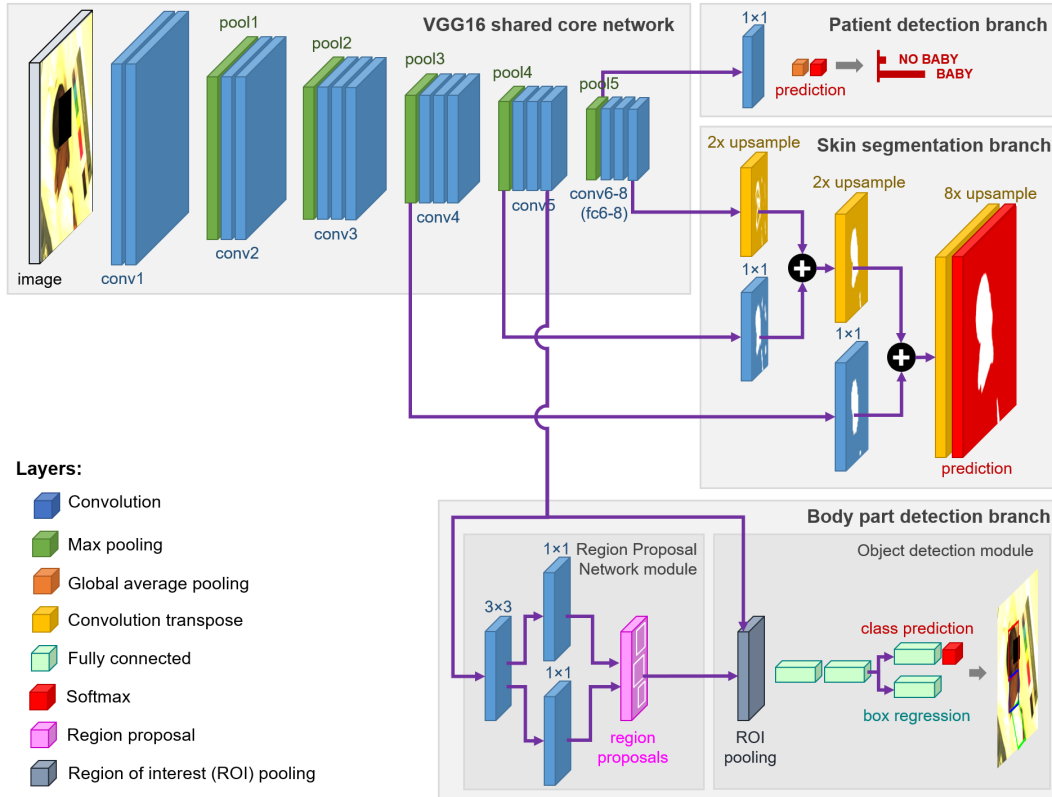 VGG16 shared core network
pool1
pool2
pool3
pool4
pool5
image
conv1
conv2
conv3
conv4
conv5
conv6-8
(fc6-8)
Patient detection branch
1×1
prediction
NO BABY
BABY
Skin segmentation branch
2x upsample
2x upsample
8x upsample
1×1
1×1
prediction
Layers:
Convolution
Max pooling
Global average pooling
Convolution transpose
Fully connected
Softmax
Region proposal
Region of interest (ROI) pooling
Body part detection branch
Region Proposal
Network module
3×3
1×1
1×1
region
proposals
Object detection module
ROI
pooling
class prediction
box regression